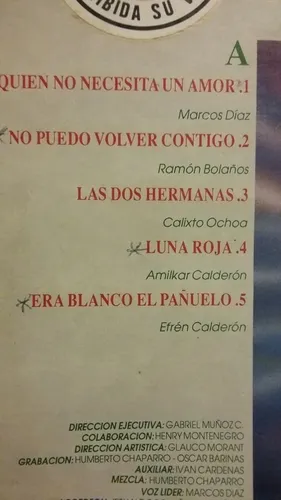 SU
A
QUIEN NO NECESITA UN AMOR .1
Marcos Díaz
NO PUEDO VOLVER CONTIGO .2
Ramón Bolaños
LAS DOS HERMANAS .3
Calixto Ochoa
LUNA ROJA .4
Amilkar Calderón
ERA BLANCO EL PAÑUELO .5
Efrén Calderón
DIRECCION EJECUTIVA: GABRIEL MUÑOZ C.
COLABORACION: HENRY MONTENEGRO
DIRECCION ARTISTICA: GLAUCO MORANT
GRABACION: HUMBERTO CHAPARRO - OSCAR BARINAS
AUXILIAR: IVAN CARDENAS
MEZCLA: HUMBERTO CHAPARRO
VOZ LIDER: MARCOS DIAZ